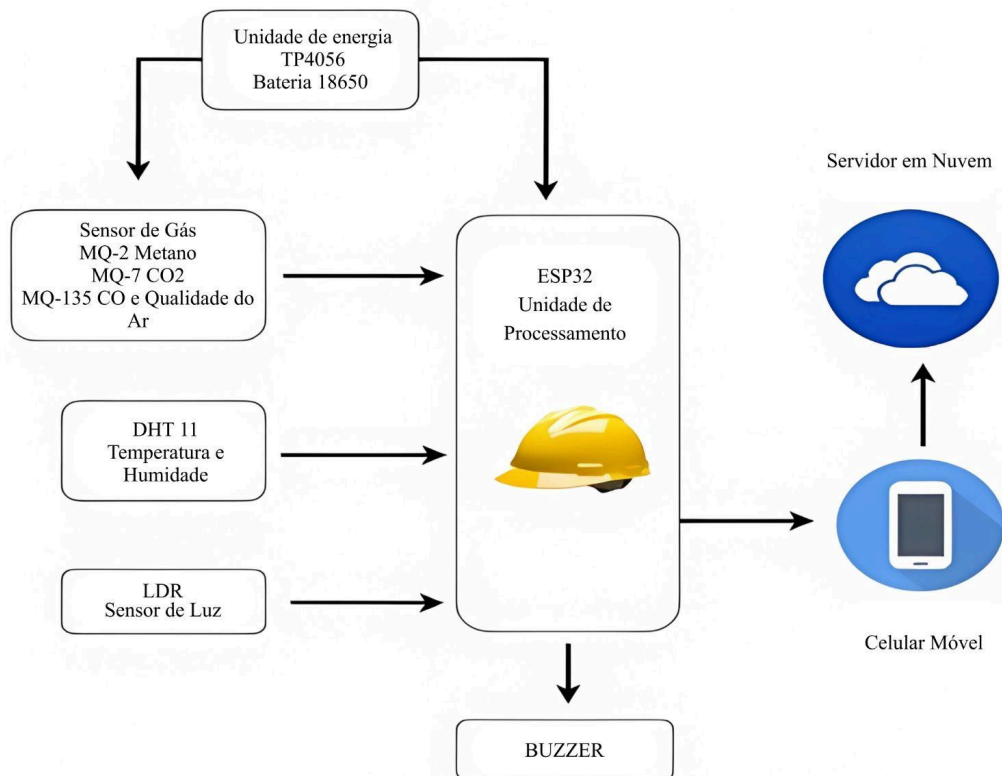 Unidade de energia
TP4056
Bateria 18650
Servidor em Nuvem
Sensor de Gás
MQ-2 Metano
MQ-7 CO2
MQ-135 CO e Qualidade do
Ar
ESP32
Unidade de
Processamento
DHT 11
Temperatura e
Humidade
LDR
Sensor de Luz
Celular Móvel
BUZZER